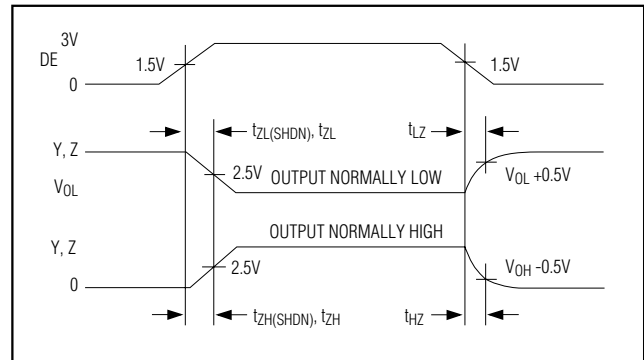 3V
DE
1.5V
1.5V
0
tZL(SHDN), tZL
tLZ
Y, Z
2.5V
OUTPUT NORMALLY LOW
VOL +0.5V
VOL
OUTPUT NORMALLY HIGH
Y, Z
2.5V
VOH -0.5V
0
tZH(SHDN), tZH
tHZ